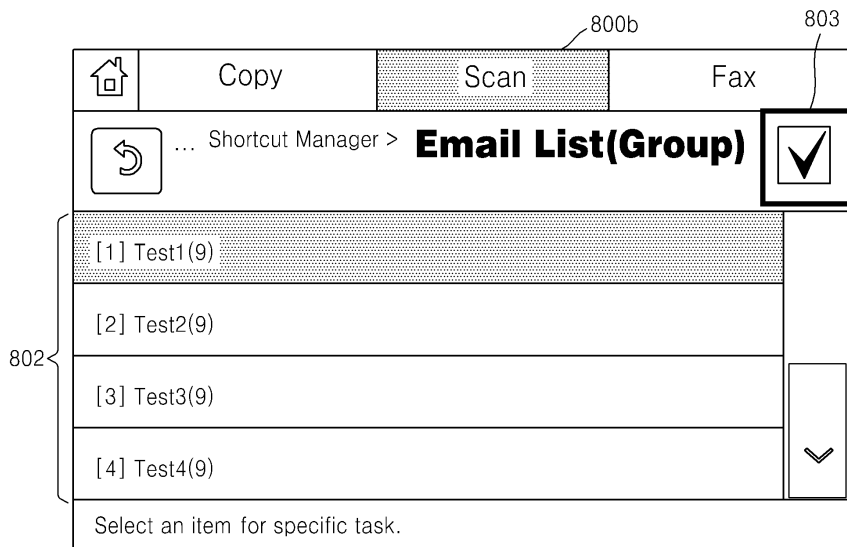 800b
803
Copy
Scan
Fax
... Shortcut Manager > Email List(Group)
[1] Test1(9)
[2] Test2(9)
802
[3] Test3(9)
[4] Test4(9)
Select an item for specific task.